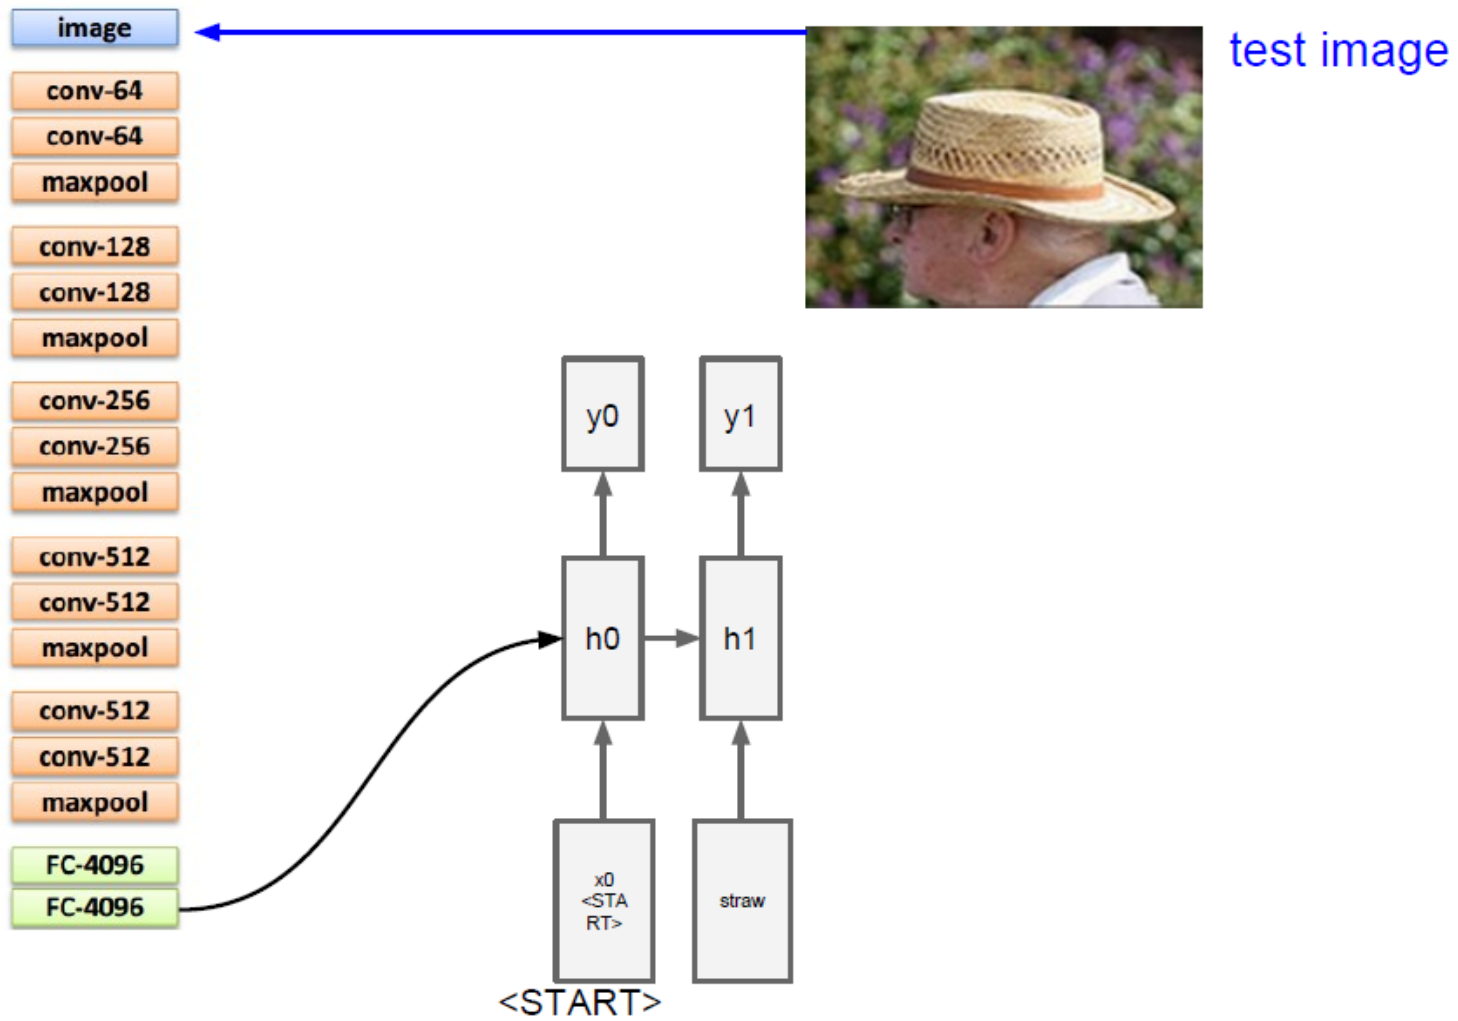 image
test image
conv-64
conv-64
maxpool
conv-128
conv-128
maxpool
conv-256
conv-256
maxpool
conv-512
conv-512
maxpool
conv-512
conv-512
maxpool
FC-4096
FC-4096
y0
y1
h0
h1
x0
<STA
RT>
straw
<START>